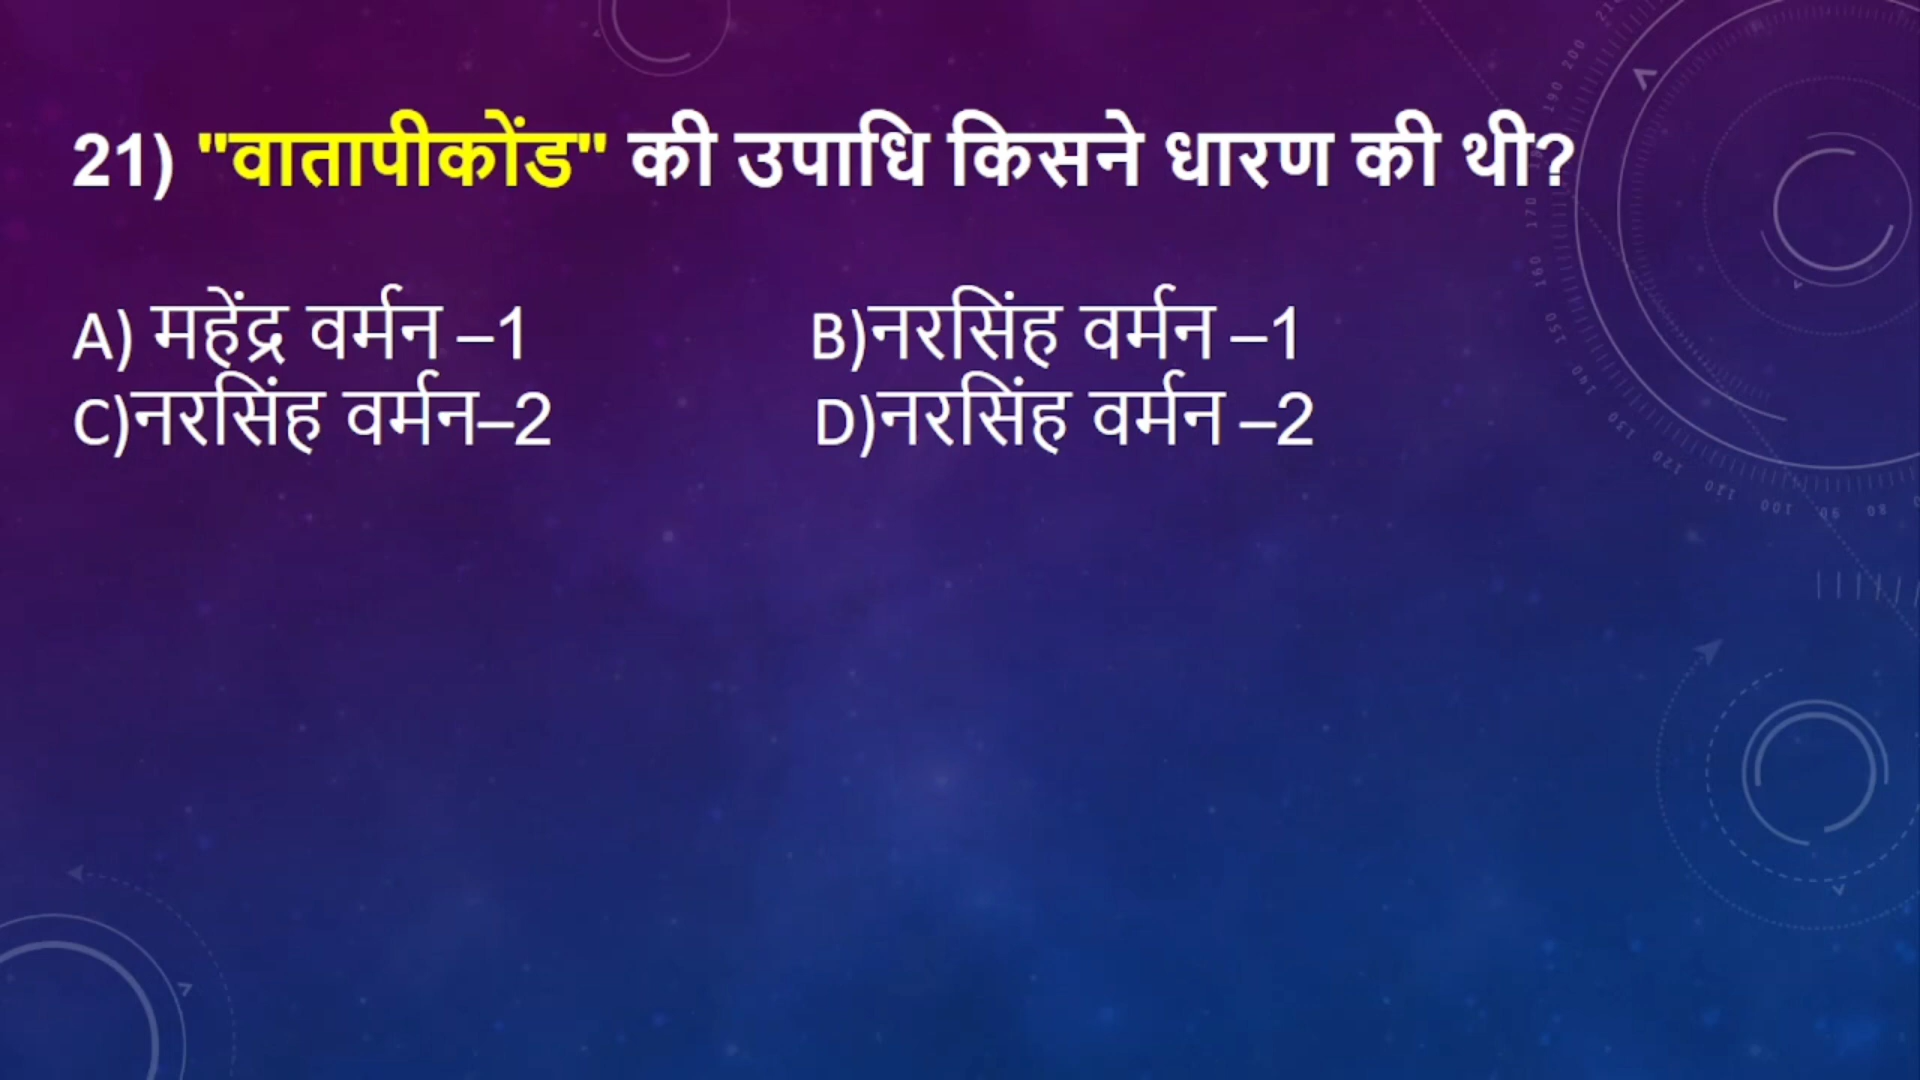 21) "वातापीकोंड" की उपाधि किसने धारण की थी?
A) महेंद्र वर्मन –1 B)नरसिंह वर्मन –1
C)नरसिंह वर्मन–2 D)नरसिंह वर्मन –2